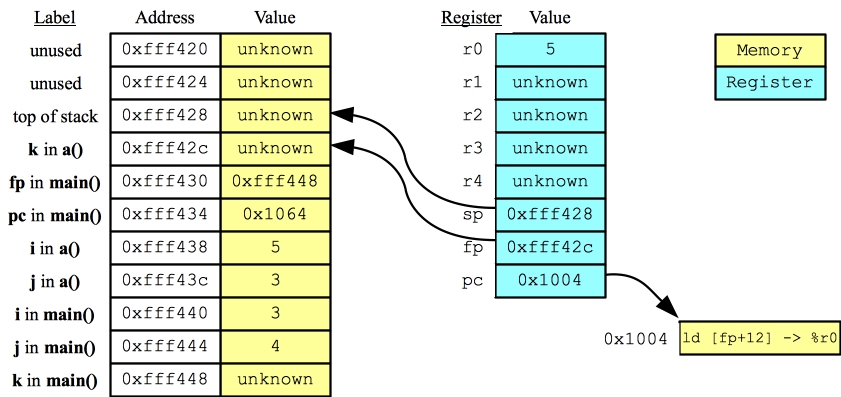 Label Address Value Register Value
unused 0xfff420 unknown r0 5 Memory
unused 0xfff424 unknown r1 unknown Register
top of stack 0xfff428 unknown r2 unknown
k in a() 0xfff42c unknown r3 unknown
fp in main() 0xfff430 0xfff448 r4 unknown
pc in main() 0xfff434 0x1064 sp 0xfff428
i in a() 0xfff438 5 fp 0xfff42c
j in a() 0xfff43c 3 pc 0x1004
i in main() 0xfff440 3
j in main() 0xfff444 4 0x1004 ld [fp+12] -> %r0
k in main() 0xfff448 unknown